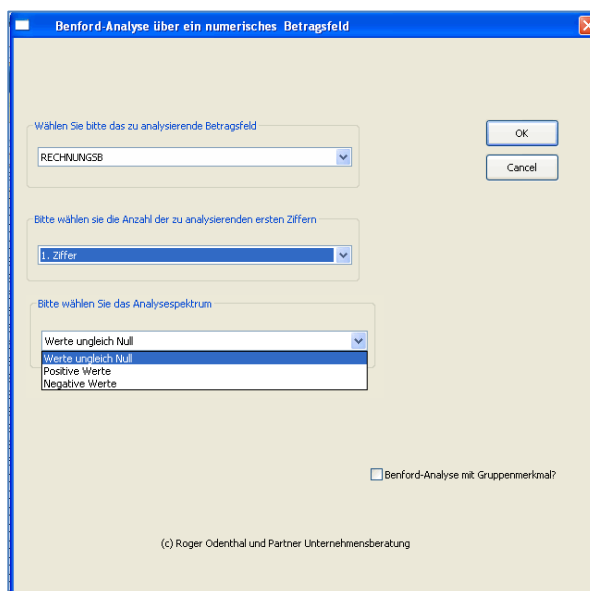 Benford-Analyse über ein numerisches Betragsfeld
Wählen Sie bitte das zu analysierende Betragsfeld
RECHNUNGSB
OK
Cancel
Bitte wählen sie die Anzahl der zu analysierenden ersten Ziffern
1. Ziffer
Bitte wählen Sie das Analysespektrum
Werte ungleich Null
Werte ungleich Null
Positive Werte
Negative Werte
Benford-Analyse mit Gruppenmerkmal?
(c) Roger Odenthal und Partner Unternehmensberatung